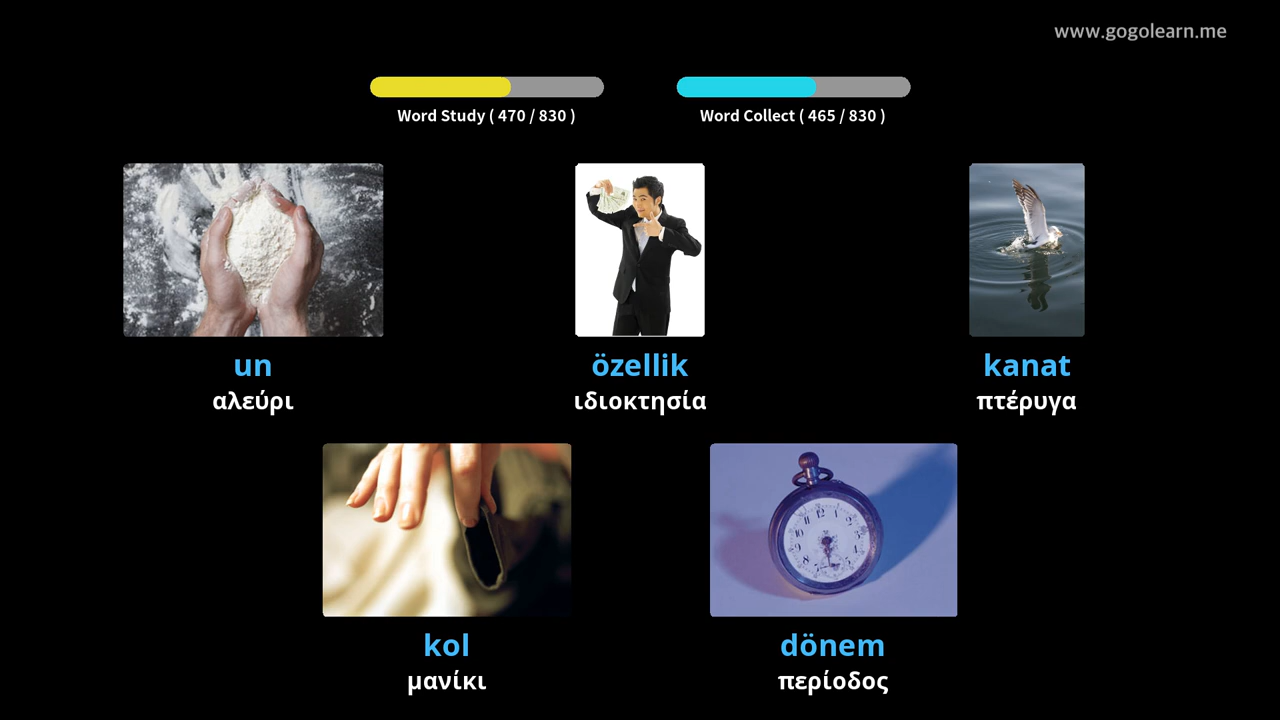 www.gogolearn.me
Word Study ( 470 / 830 )
Word Collect ( 465 / 830 )
un
αλεύρι
özellik
ιδιοκτησία
kanat
πτέρυγα
kol
μανίκι
dönem
περίοδος